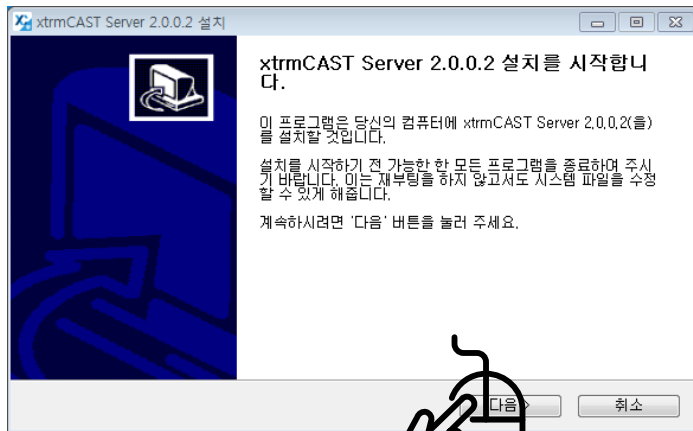 xtrmCAST Server 2.0.0.2 설치
xtrmCAST Server 2.0.0.2 설치를 시작합니
다.
이 프로그램은 당신의 컴퓨터에 xtrmCAST Server 2.0.0.2(을)
를 설치할 것입니다.
설치를 시작하기 전 가능한 한 모든 프로그램을 종료하여 주시
기 바랍니다. 이는 재부팅을 하지 않고서도 시스템 파일을 수정
할 수 있게 해줍니다.
계속하시려면 '다음' 버튼을 눌러 주세요.
다음 >
취소